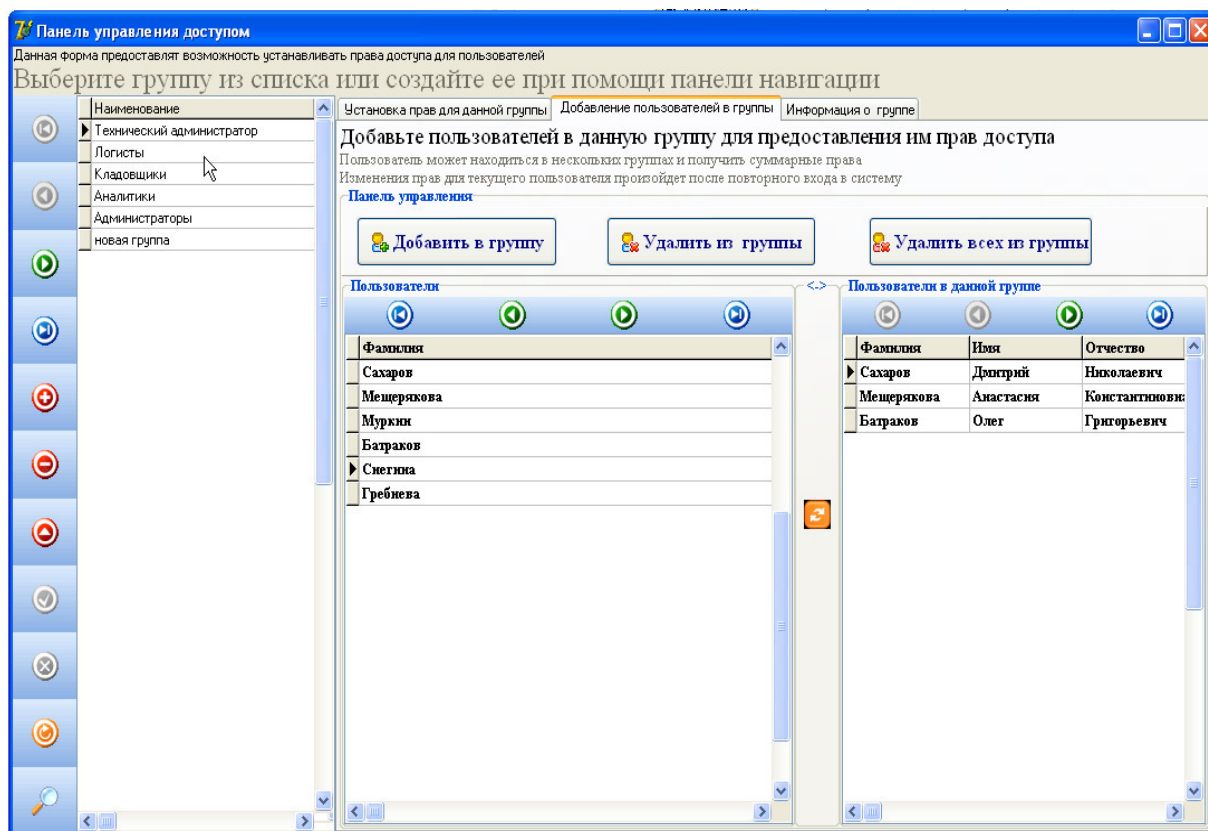 Панель управления доступом
Данная форма предоставлят возможность устанавливать права доступа для пользователей
Выберите группу из списка или создайте ее при помощи панели навигации
Наименование
Технический администратор
Логисты
Кладовщики
Аналитики
Администраторы
новая группа
Установка прав для данной группы Добавление пользователей в группы Информация о группе
Добавьте пользователей в данную группу для предоставления им прав доступа
Пользователь может находиться в нескольких группах и получить суммарные права
Изменения прав для текущего пользователя произойдет после повторного входа в систему
Панель управления
Добавить в группу Удалить из группы Удалить всех из группы
Пользователи
Фамилия
Сахаров
Мещерякова
Муркин
Батраков
Снегина
Гребнева
<->
Пользователи в данной группе
Фамилия Имя Отчество
Сахаров Дмитрий Николаевич
Мещерякова Анастасия Константиновн
Батраков Олег Григорьевич